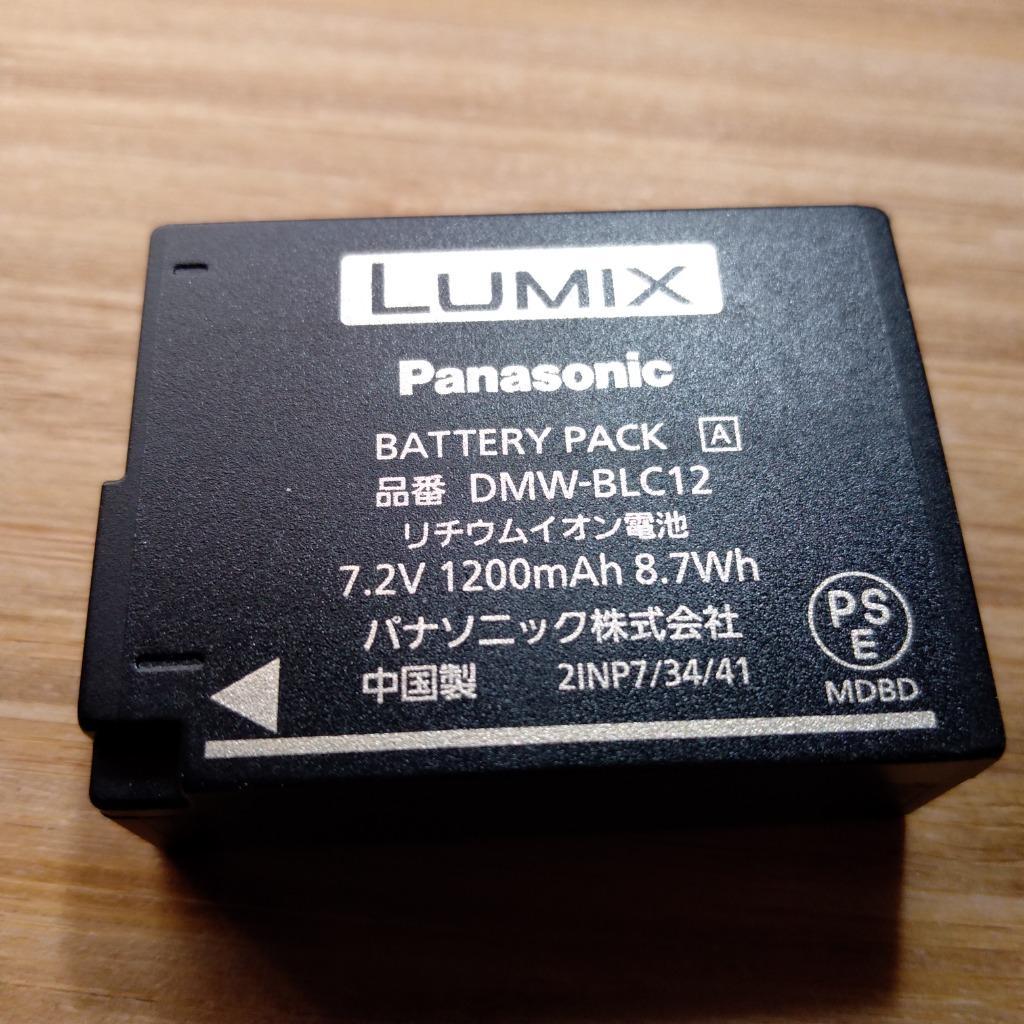 LUMIX
Panasonic
BATTERY PACK A
品番 DMW-BLC12
リチウムイオン電池
7.2V 1200mAh 8.7Wh
パナソニック株式会社
中国製 2INP7/34/41
PS
E
MDBD